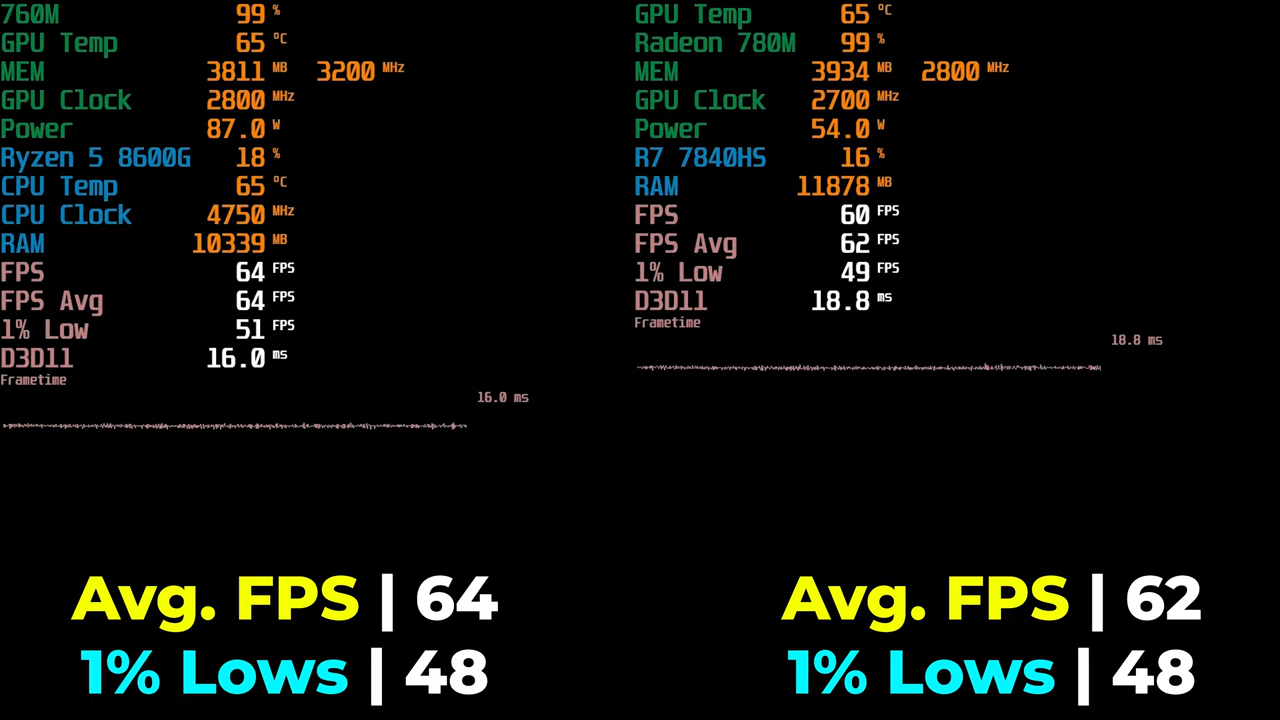 760M 99 %
GPU Temp 65 °C
MEM 3811 MB 3200 MHz
GPU Clock 2800 MHz
Power 87.0 W
Ryzen 5 8600G 18 %
CPU Temp 65 °C
CPU Clock 4750 MHz
RAM 10339 MB
FPS 64 FPS
FPS Avg 64 FPS
1% Low 51 FPS
D3D11 16.0 ms
Frametime
16.0 ms
Avg. FPS | 64
1% Lows | 48
GPU Temp 65 °C
Radeon 780M 99 %
MEM 3934 MB 2800 MHz
GPU Clock 2700 MHz
Power 54.0 W
R7 7840HS 16 %
RAM 11878 MB
FPS 60 FPS
FPS Avg 62 FPS
1% Low 49 FPS
D3D11 18.8 ms
Frametime
18.8 ms
Avg. FPS | 62
1% Lows | 48